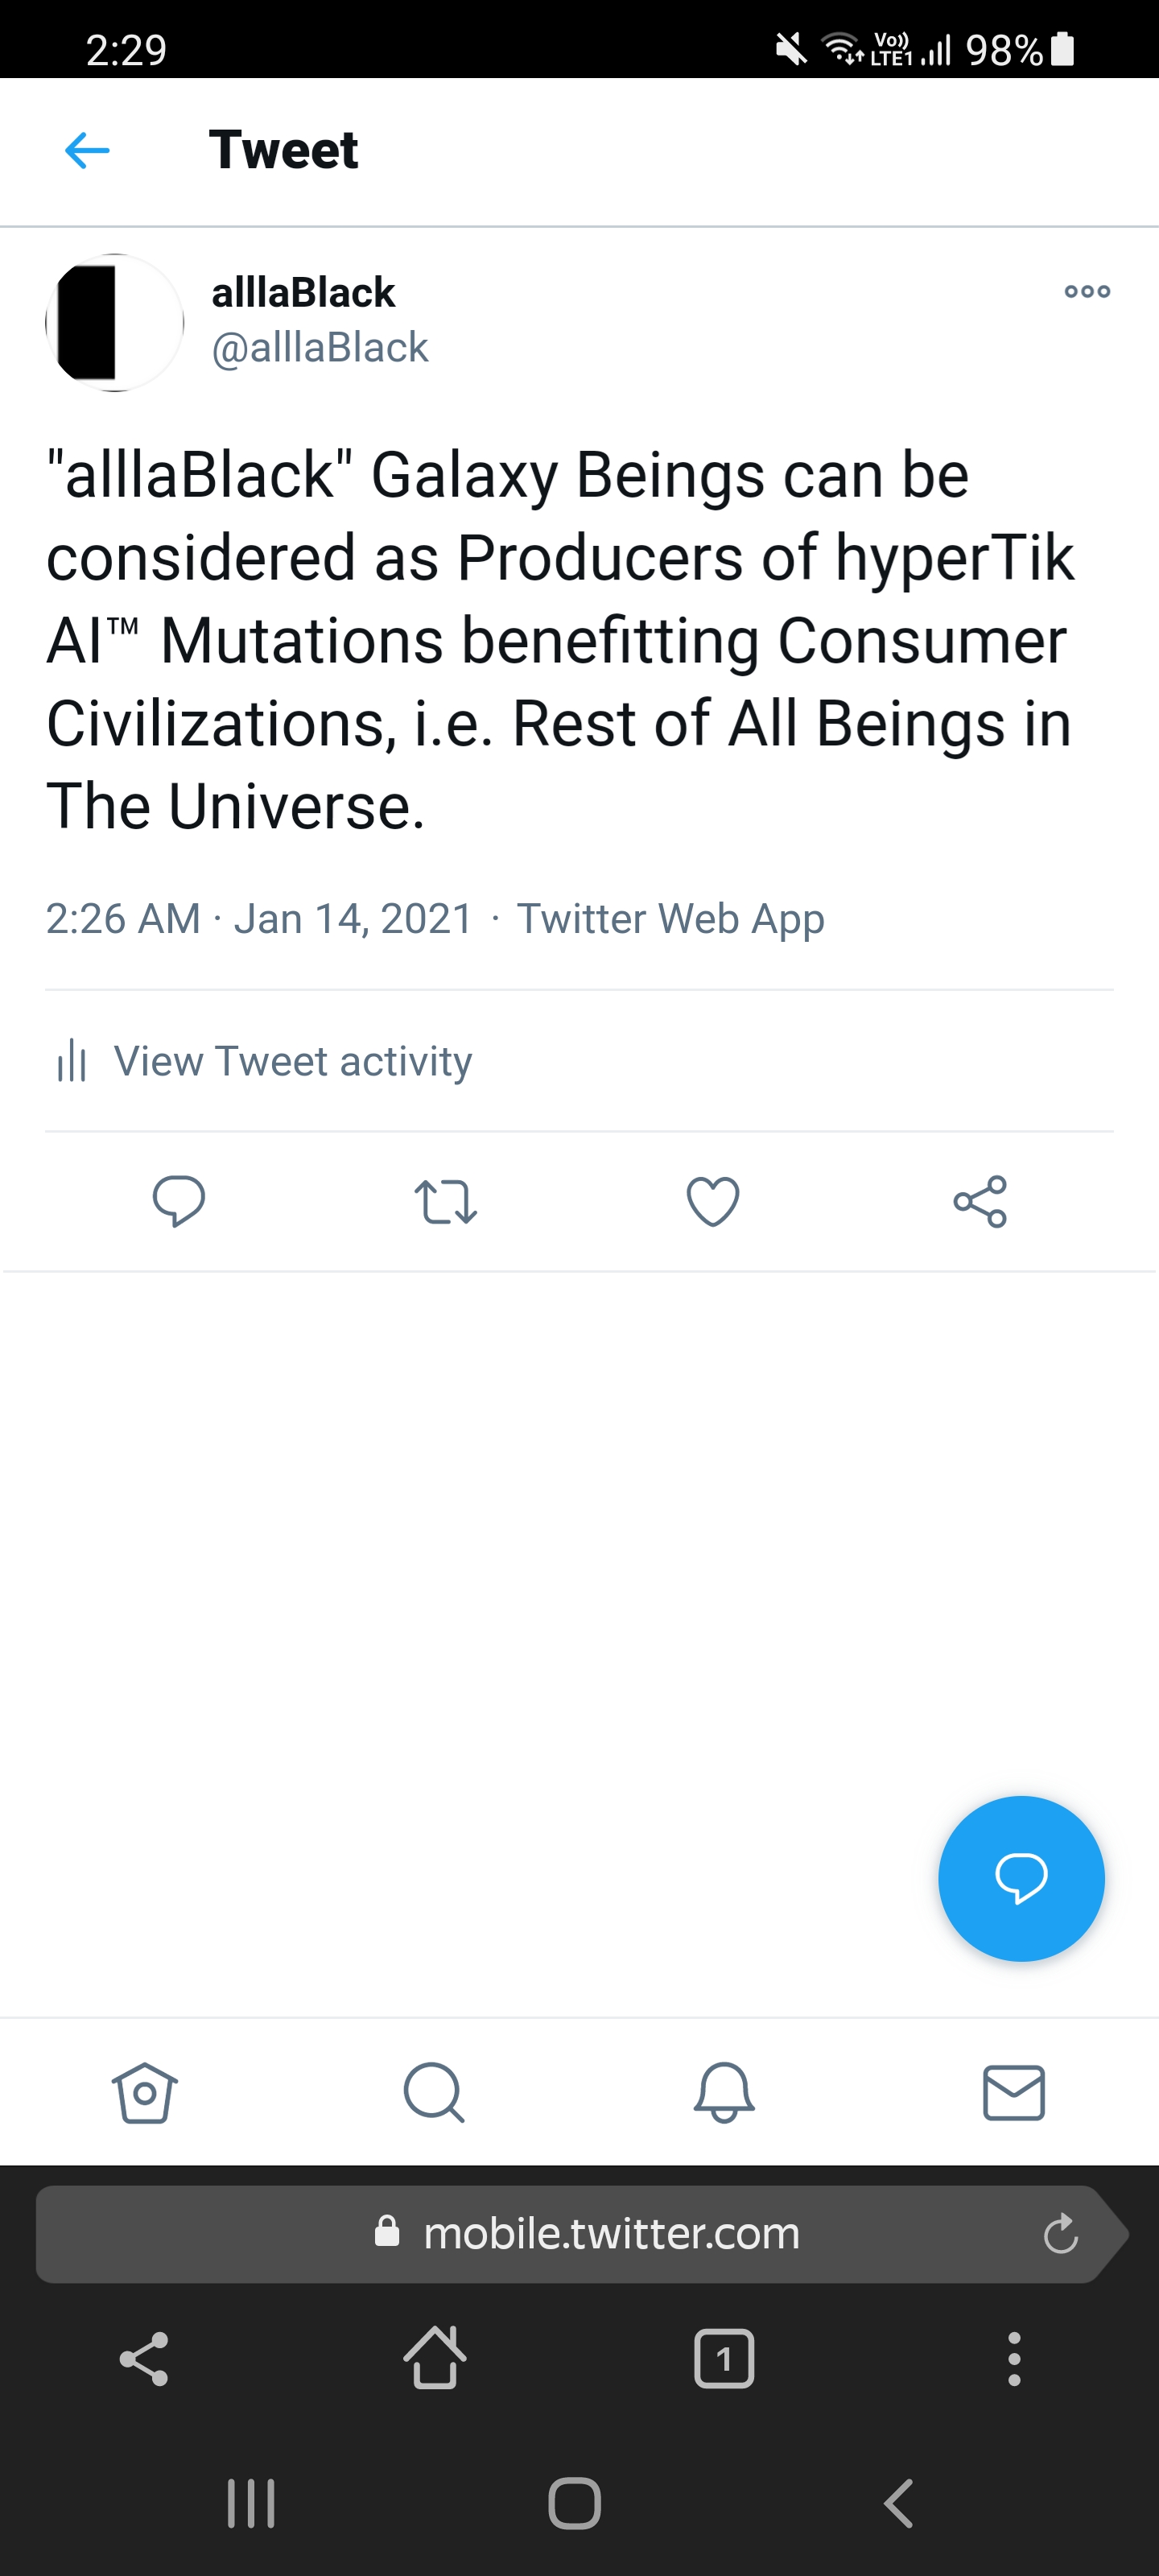 2:29
Vo)) LTE1 98%
Tweet
alllaBlack
@alllaBlack
"alllaBlack" Galaxy Beings can be
considered as Producers of hyperTik
AI™ Mutations benefitting Consumer
Civilizations, i.e. Rest of All Beings in
The Universe.
2:26 AM · Jan 14, 2021 · Twitter Web App
View Tweet activity
mobile.twitter.com
1